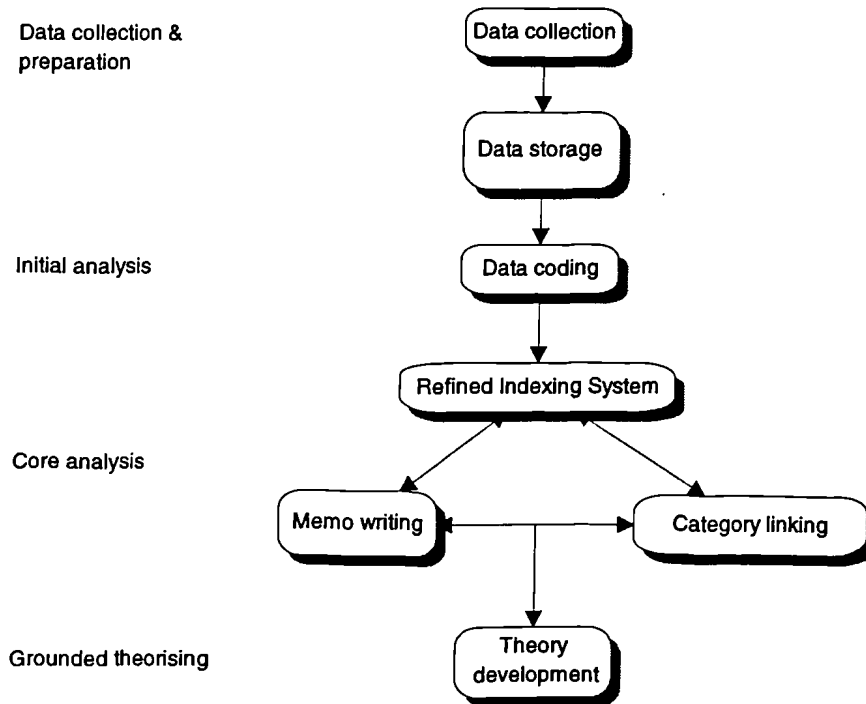 Data collection &
preparation
Data collection
Data storage
Initial analysis
Data coding
Refined Indexing System
Core analysis
Memo writing
Category linking
Grounded theorising
Theory
development